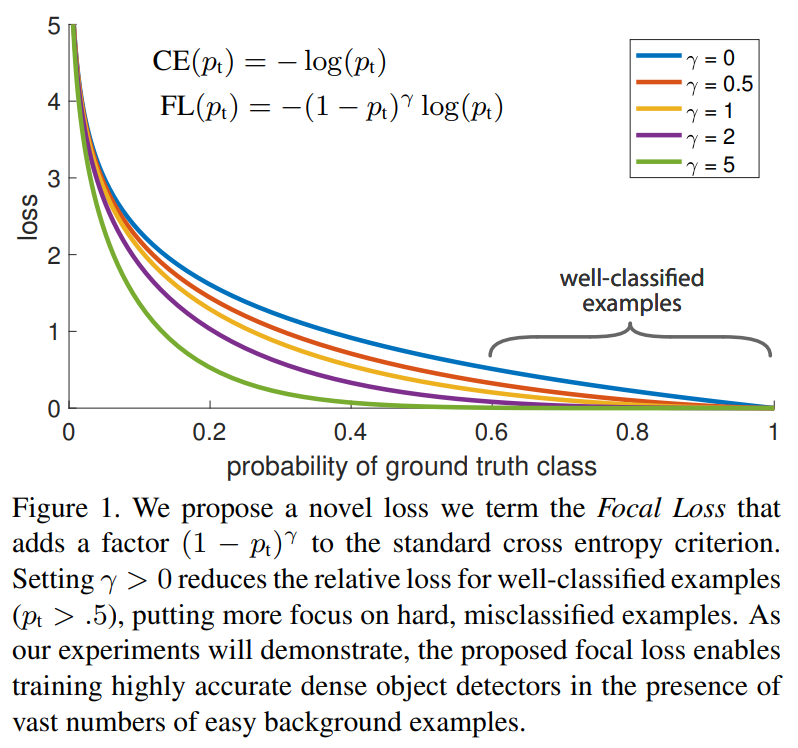 5
4
3
2
1
0
loss
CE(pₜ) = − log(pₜ)
FL(pₜ) = −(1 − pₜ)^γ log(pₜ)
γ = 0
γ = 0.5
γ = 1
γ = 2
γ = 5
well-classified
examples
0 0.2 0.4 0.6 0.8 1
probability of ground truth class
Figure 1. We propose a novel loss we term the Focal Loss that
adds a factor (1 − pₜ)^γ to the standard cross entropy criterion.
Setting γ > 0 reduces the relative loss for well-classified examples
(pₜ > .5), putting more focus on hard, misclassified examples. As
our experiments will demonstrate, the proposed focal loss enables
training highly accurate dense object detectors in the presence of
vast numbers of easy background examples.